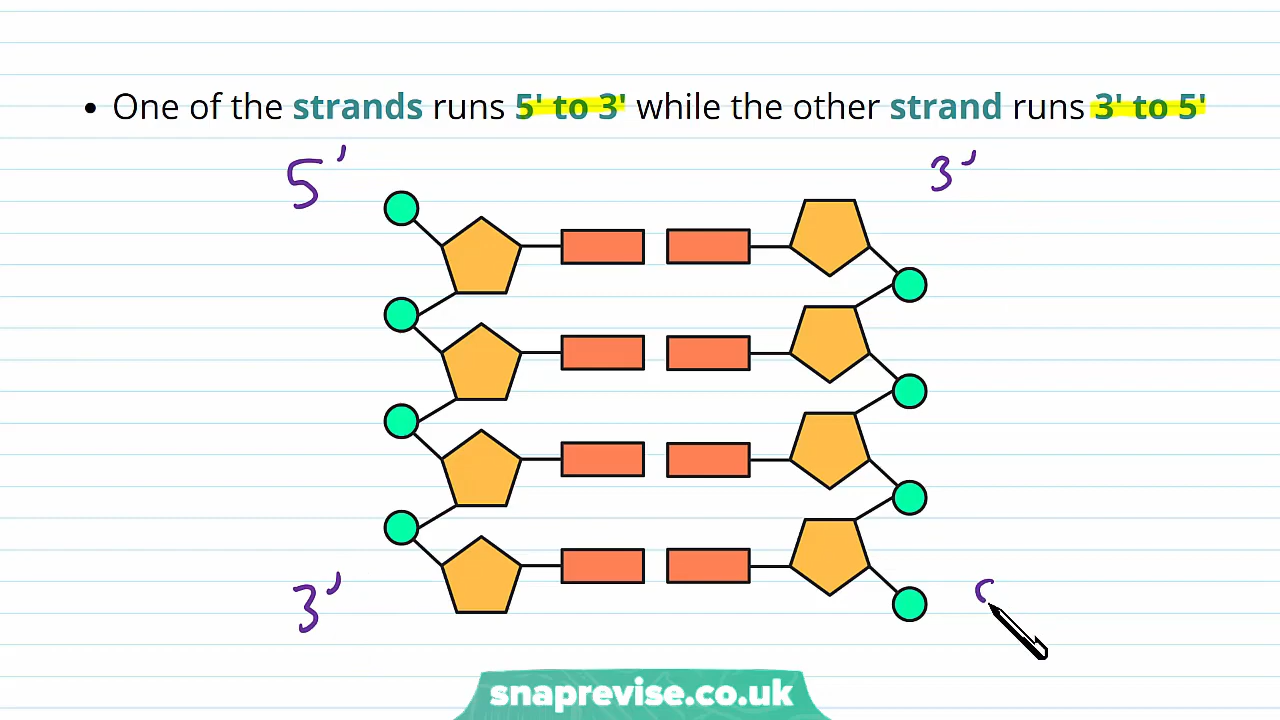 • One of the strands runs 5' to 3' while the other strand runs 3' to 5'
5' 3'
3'
snaprevise.co.uk